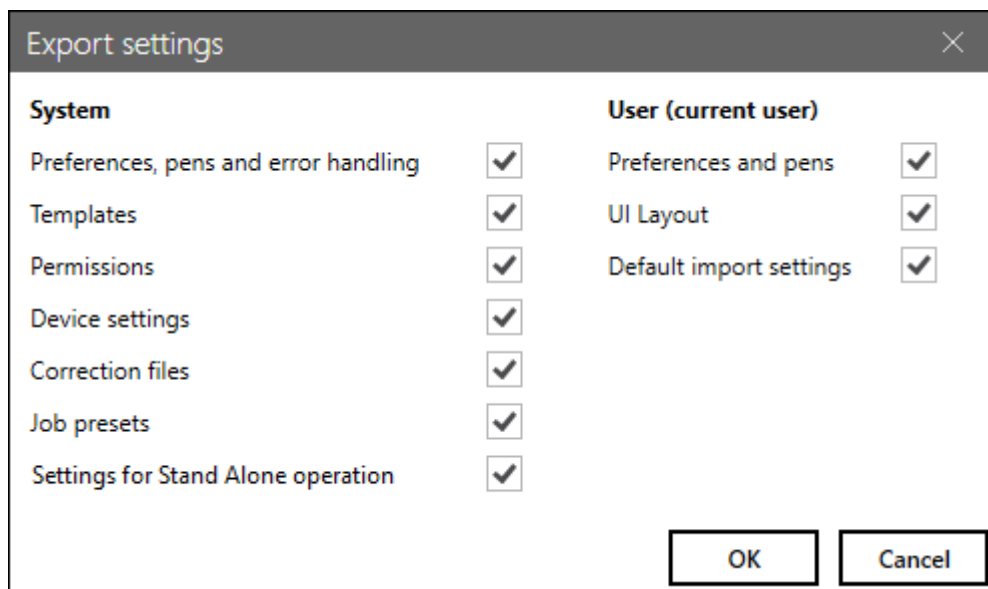 Export settings
System
Preferences, pens and error handling
Templates
Permissions
Device settings
Correction files
Job presets
Settings for Stand Alone operation
User (current user)
Preferences and pens
UI Layout
Default import settings
OK
Cancel